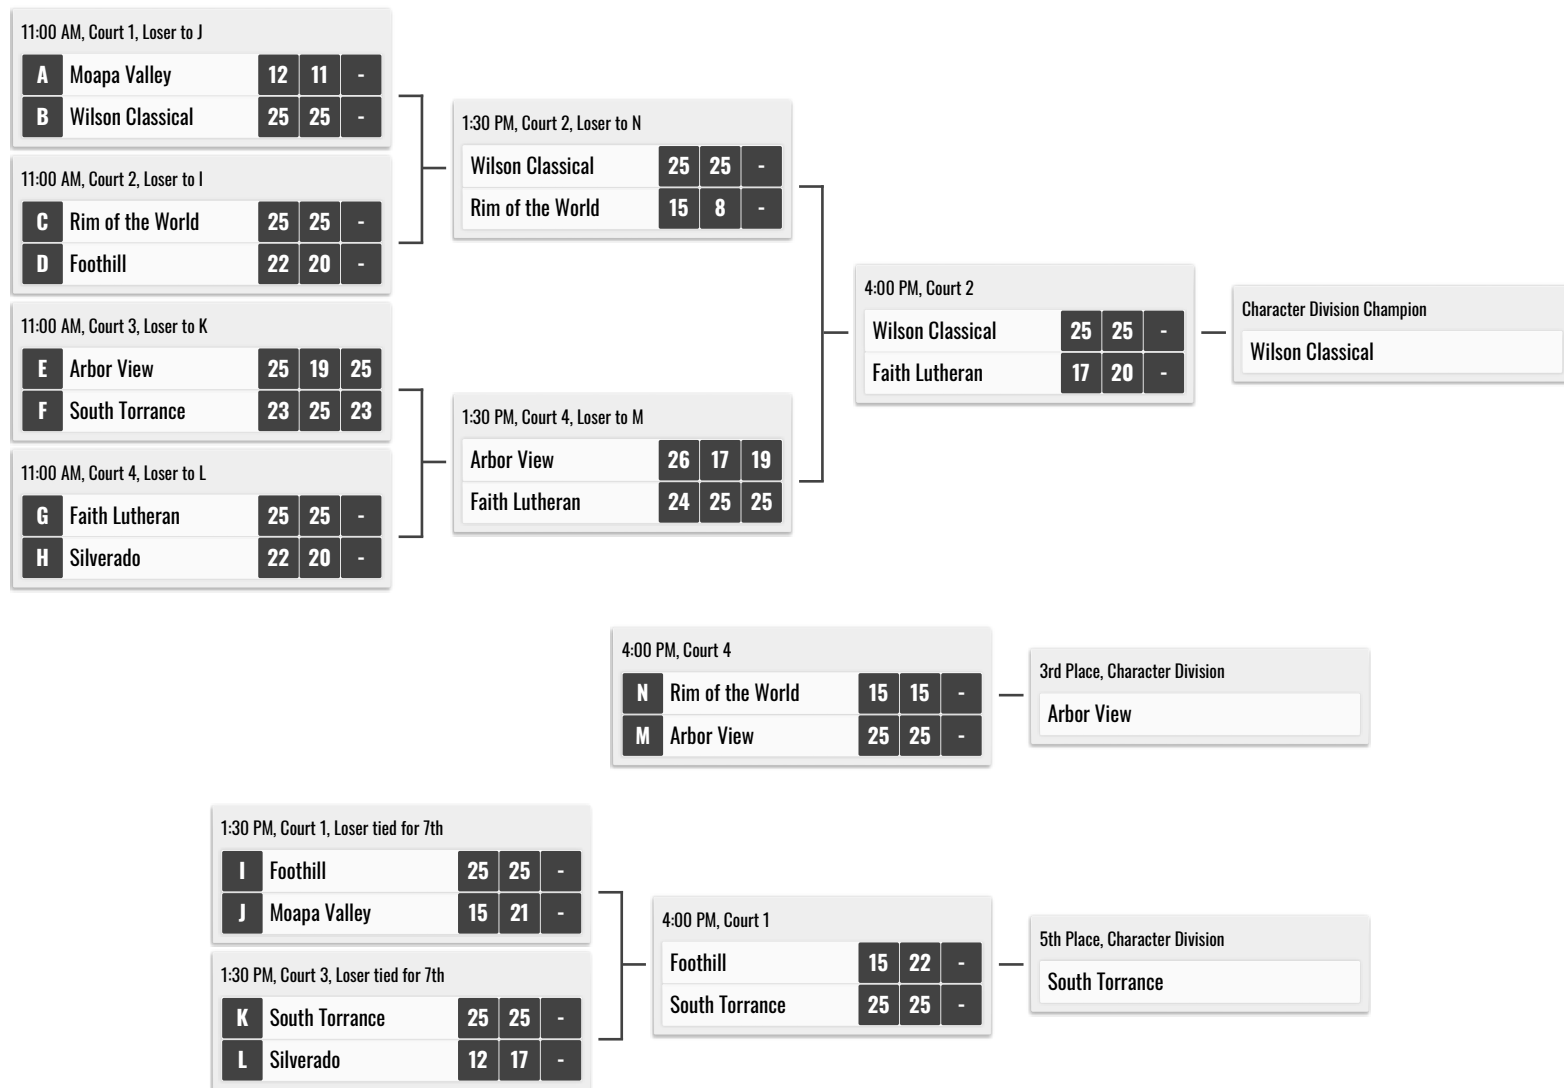 11:00 AM, Court 1, Loser to J
A Moapa Valley 12 11 -
B Wilson Classical 25 25 -
11:00 AM, Court 2, Loser to I
C Rim of the World 25 25 -
D Foothill 22 20 -
11:00 AM, Court 3, Loser to K
E Arbor View 25 19 25
F South Torrance 23 25 23
11:00 AM, Court 4, Loser to L
G Faith Lutheran 25 25 -
H Silverado 22 20 -
1:30 PM, Court 2, Loser to N
Wilson Classical 25 25 -
Rim of the World 15 8 -
1:30 PM, Court 4, Loser to M
Arbor View 26 17 19
Faith Lutheran 24 25 25
4:00 PM, Court 2
Wilson Classical 25 25 -
Faith Lutheran 17 20 -
Character Division Champion
Wilson Classical
4:00 PM, Court 4
N Rim of the World 15 15 -
M Arbor View 25 25 -
3rd Place, Character Division
Arbor View
1:30 PM, Court 1, Loser tied for 7th
I Foothill 25 25 -
J Moapa Valley 15 21 -
1:30 PM, Court 3, Loser tied for 7th
K South Torrance 25 25 -
L Silverado 12 17 -
4:00 PM, Court 1
Foothill 15 22 -
South Torrance 25 25 -
5th Place, Character Division
South Torrance